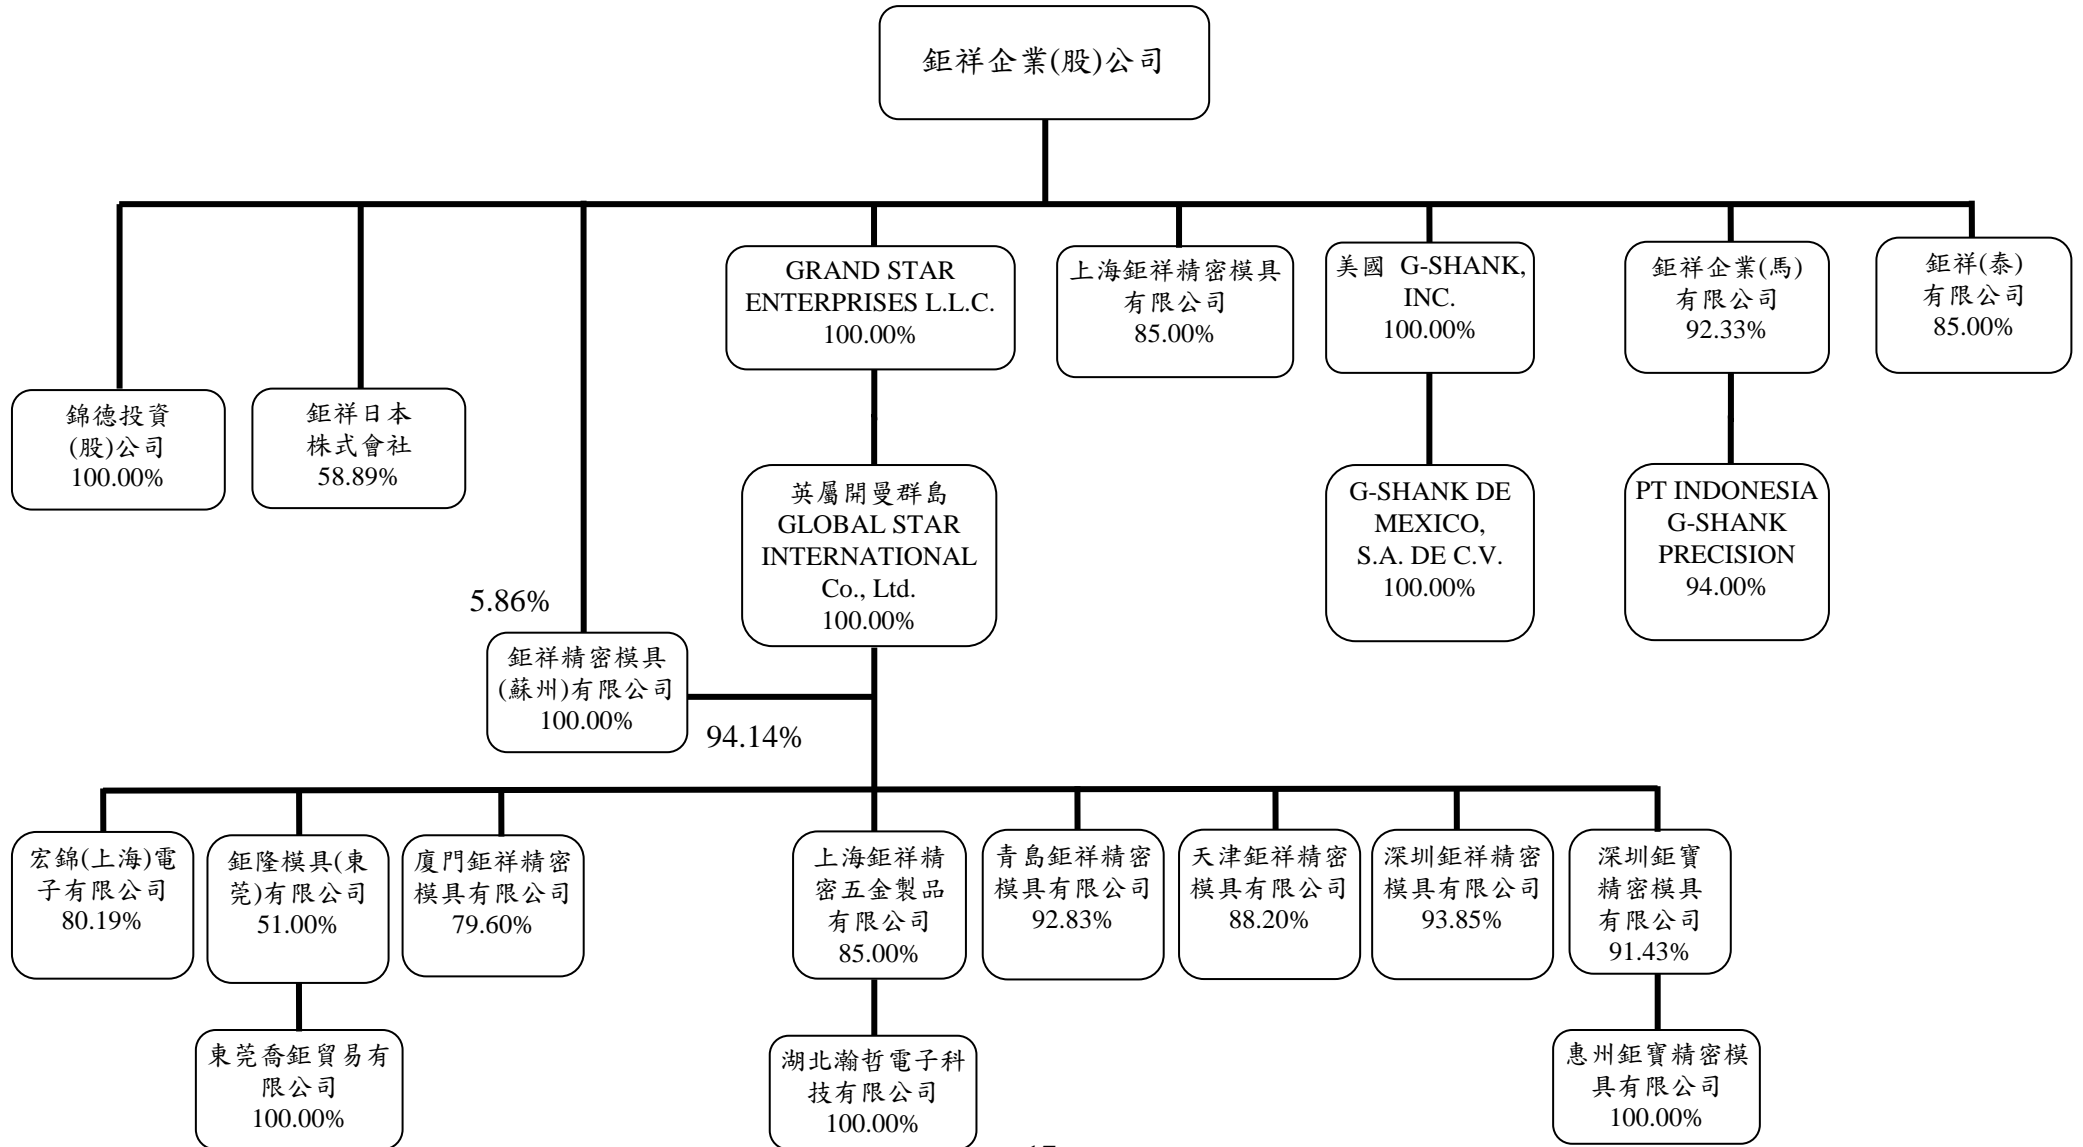 鉅祥企業(股)公司
GRAND STAR
ENTERPRISES L.L.C.
100.00%
上海鉅祥精密模具
有限公司
85.00%
美國 G-SHANK,
INC.
100.00%
鉅祥企業(馬)
有限公司
92.33%
鉅祥(泰)
有限公司
85.00%
錦德投資
(股)公司
100.00%
鉅祥日本
株式會社
58.89%
英屬開曼群島
GLOBAL STAR
INTERNATIONAL
Co., Ltd.
100.00%
G-SHANK DE
MEXICO,
S.A. DE C.V.
100.00%
PT INDONESIA
G-SHANK
PRECISION
94.00%
5.86%
鉅祥精密模具
(蘇州)有限公司
100.00%
94.14%
宏錦(上海)電
子有限公司
80.19%
鉅隆模具(東
莞)有限公司
51.00%
廈門鉅祥精密
模具有限公司
79.60%
上海鉅祥精
密五金製品
有限公司
85.00%
青島鉅祥精密
模具有限公司
92.83%
天津鉅祥精密
模具有限公司
88.20%
深圳鉅祥精密
模具有限公司
93.85%
深圳鉅寶
精密模具
有限公司
91.43%
東莞喬鉅貿易有
限公司
100.00%
湖北瀚哲電子科
技有限公司
100.00%
惠州鉅寶精密模
具有限公司
100.00%